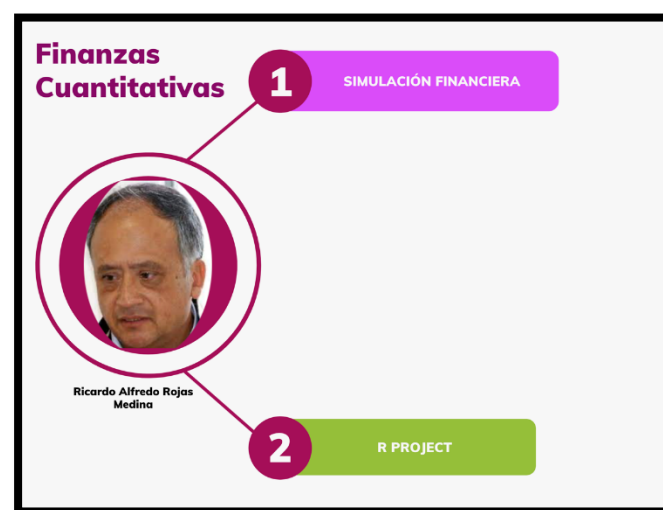 Finanzas
Cuantitativas
1
SIMULACIÓN FINANCIERA
Ricardo Alfredo Rojas
Medina
2
R PROJECT